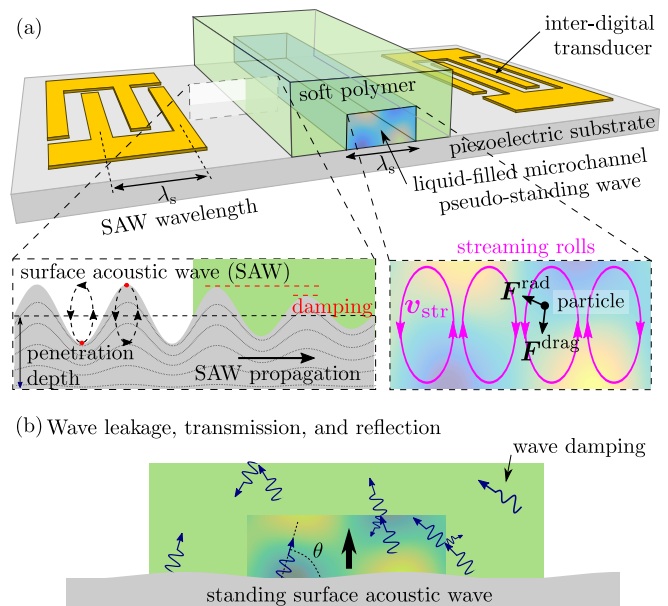 (a)
inter-digital
transducer
soft polymer
piezoelectric substrate
λs
liquid-filled microchannel
pseudo-standing wave
λs
SAW wavelength
surface acoustic wave (SAW)
damping
penetration
depth
SAW propagation
streaming rolls
vstr
Frad
particle
Fdrag
(b) Wave leakage, transmission, and reflection
wave damping
θ
standing surface acoustic wave